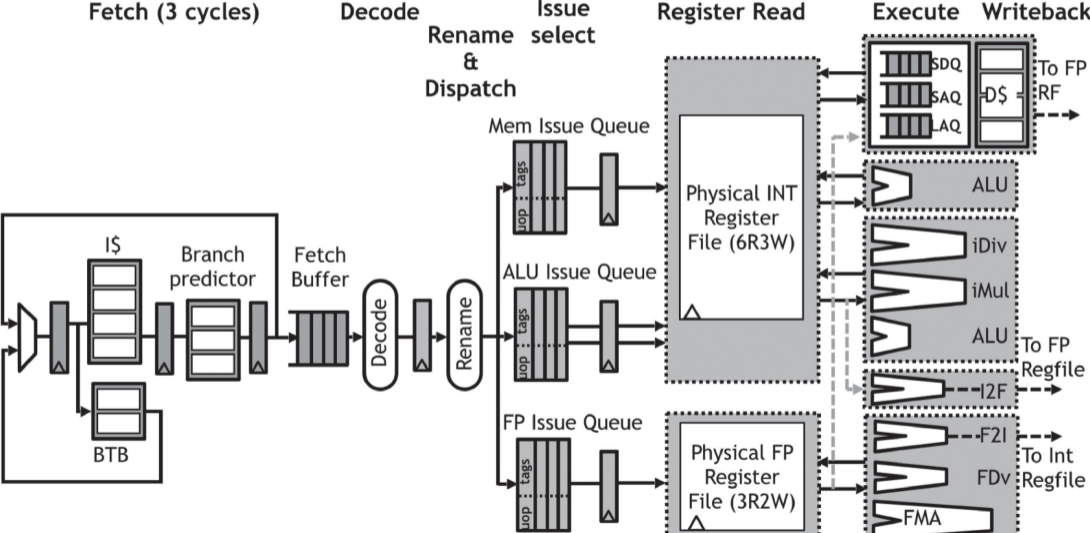 Fetch (3 cycles)
Decode
Rename
&
Dispatch
Issue
select
Register Read
Execute
Writeback
I$
Branch
predictor
BTB
Fetch
Buffer
Decode
Rename
Mem Issue Queue
tags
uop
ALU Issue Queue
tags
uop
FP Issue Queue
tags
uop
Physical INT
Register
File (6R3W)
Physical FP
Register
File (3R2W)
SDQ
SAQ
LAQ
D$
To FP
RF
ALU
iDiv
iMul
ALU
I2F
To FP
Regfile
F2I
FDv
FMA
To Int
Regfile